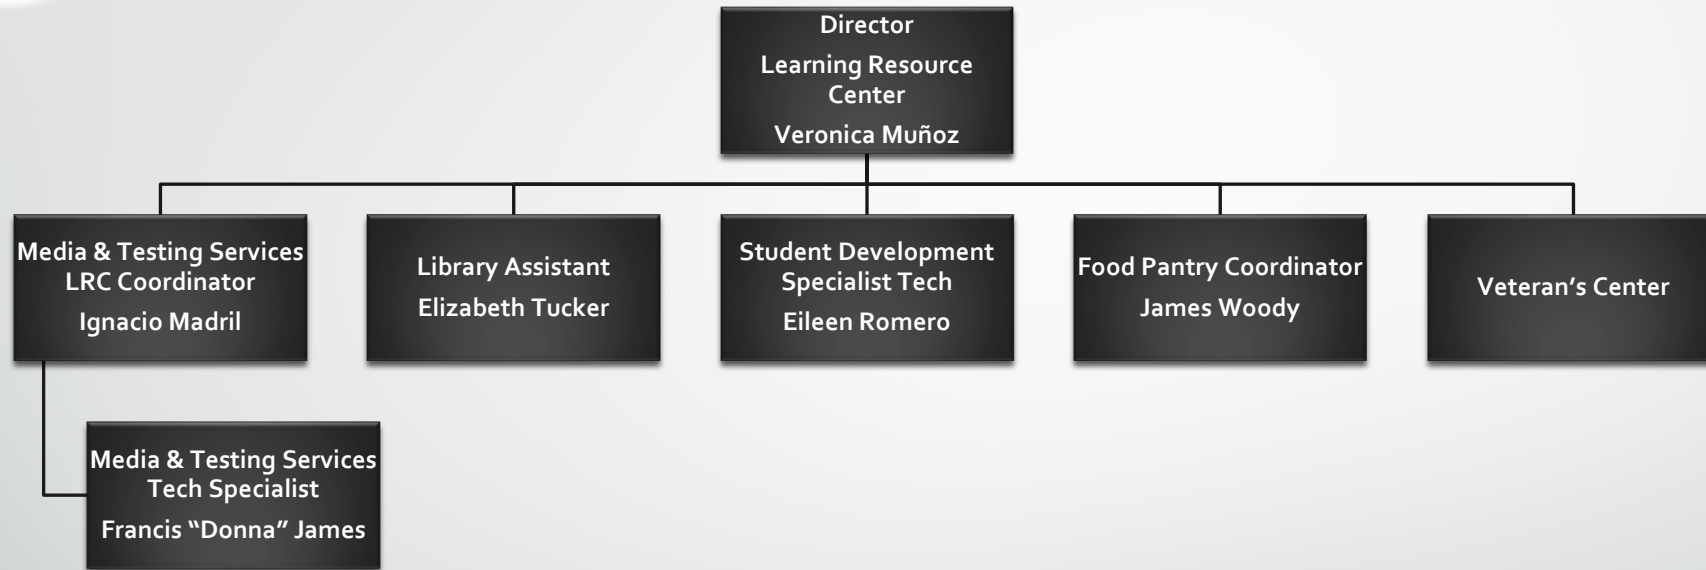 Director
Learning Resource
Center
Veronica Muñoz
Media & Testing Services
LRC Coordinator
Ignacio Madril
Library Assistant
Elizabeth Tucker
Student Development
Specialist Tech
Eileen Romero
Food Pantry Coordinator
James Woody
Veteran’s Center
Media & Testing Services
Tech Specialist
Francis “Donna” James